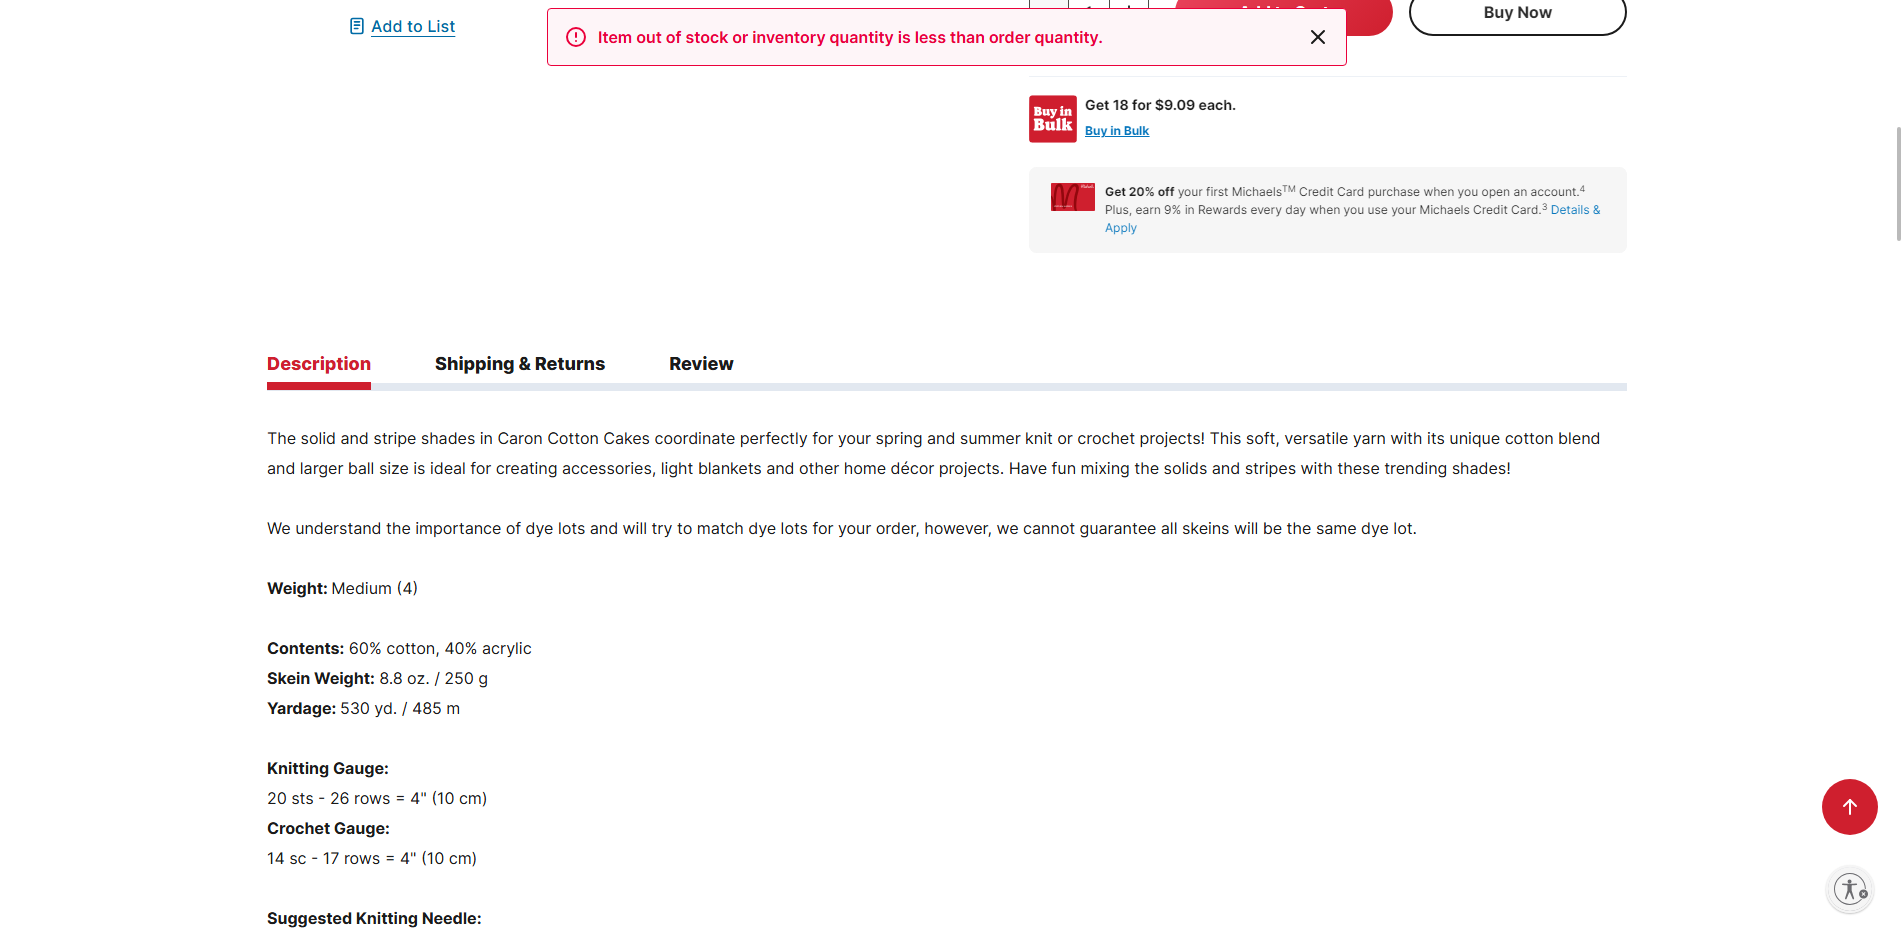 Add to List
Buy Now
Item out of stock or inventory quantity is less than order quantity.
Buy in
Bulk
Get 18 for $9.09 each.
Buy in Bulk
Get 20% off your first Michaels™ Credit Card purchase when you open an account.⁴
Plus, earn 9% in Rewards every day when you use your Michaels Credit Card.³ Details &
Apply
Description
Shipping & Returns
Review
The solid and stripe shades in Caron Cotton Cakes coordinate perfectly for your spring and summer knit or crochet projects! This soft, versatile yarn with its unique cotton blend
and larger ball size is ideal for creating accessories, light blankets and other home décor projects. Have fun mixing the solids and stripes with these trending shades!
We understand the importance of dye lots and will try to match dye lots for your order, however, we cannot guarantee all skeins will be the same dye lot.
Weight: Medium (4)
Contents: 60% cotton, 40% acrylic
Skein Weight: 8.8 oz. / 250 g
Yardage: 530 yd. / 485 m
Knitting Gauge:
20 sts - 26 rows = 4" (10 cm)
Crochet Gauge:
14 sc - 17 rows = 4" (10 cm)
Suggested Knitting Needle: